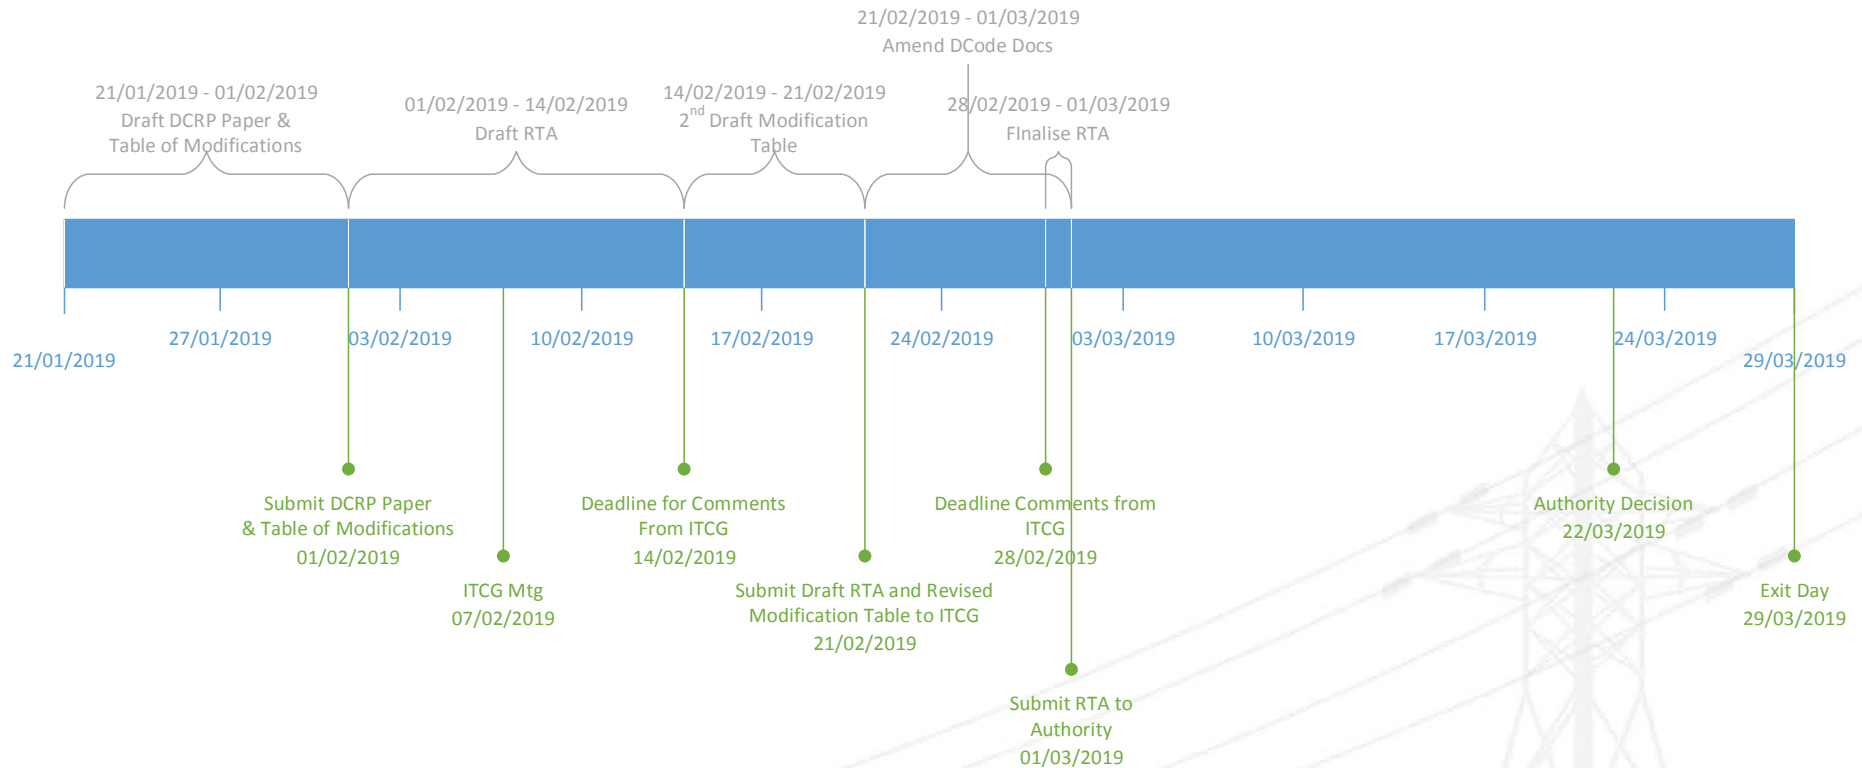 21/02/2019 - 01/03/2019
Amend DCode Docs
21/01/2019 - 01/02/2019
Draft DCRP Paper &
Table of Modifications
01/02/2019 - 14/02/2019
Draft RTA
14/02/2019 - 21/02/2019
2nd Draft Modification
Table
28/02/2019 - 01/03/2019
FInalise RTA
21/01/2019
27/01/2019
03/02/2019
10/02/2019
17/02/2019
24/02/2019
03/03/2019
10/03/2019
17/03/2019
24/03/2019
29/03/2019
Submit DCRP Paper
& Table of Modifications
01/02/2019
ITCG Mtg
07/02/2019
Deadline for Comments
From ITCG
14/02/2019
Submit Draft RTA and Revised
Modification Table to ITCG
21/02/2019
Deadline Comments from
ITCG
28/02/2019
Submit RTA to
Authority
01/03/2019
Authority Decision
22/03/2019
Exit Day
29/03/2019